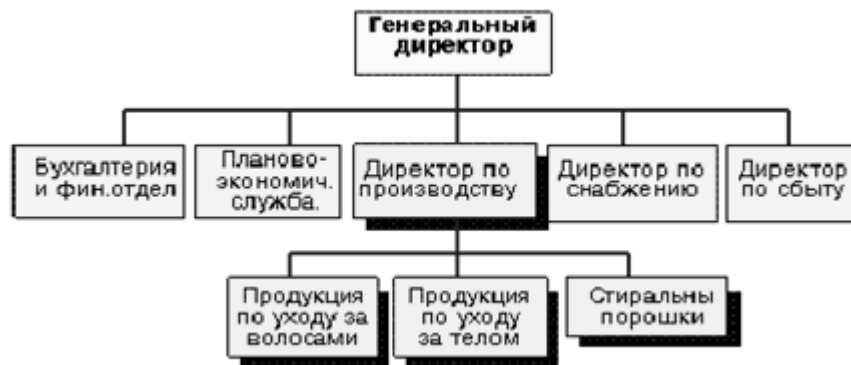 Генеральный
директор
Бухгалтерия
и фин.отдел
Планово-
экономич.
служба.
Директор по
производству
Директор по
снабжению
Директор
по сбыту
Продукция
по уходу за
волосами
Продукция
по уходу
за телом
Стиральны
порошки